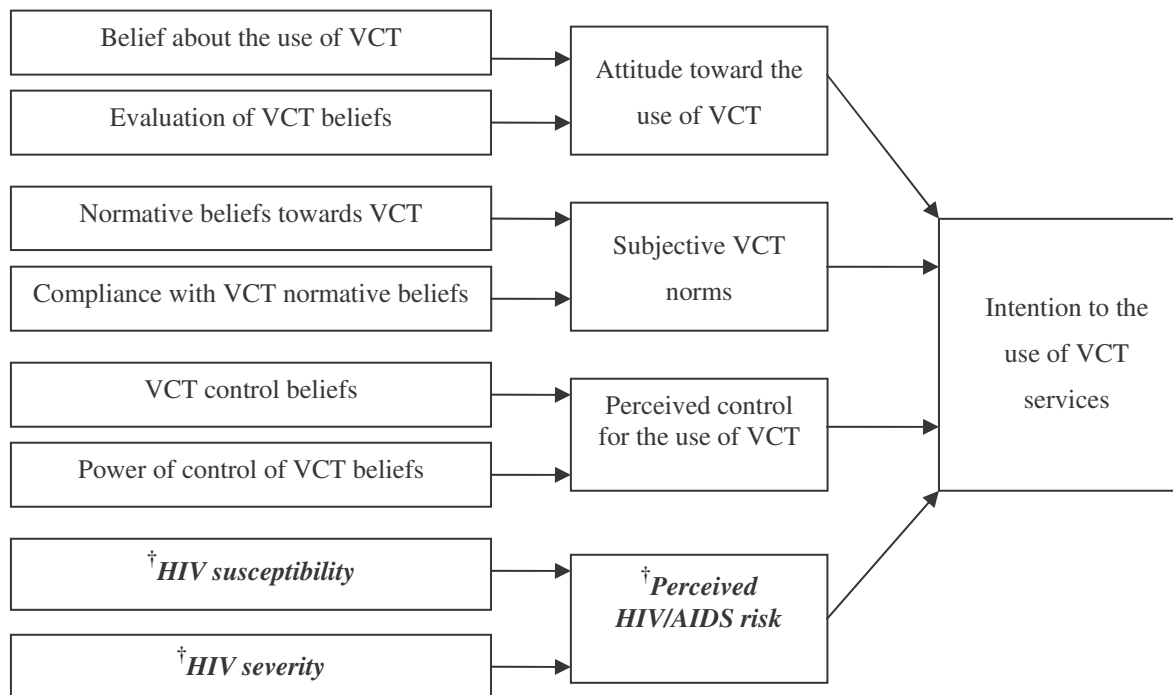 Belief about the use of VCT
Evaluation of VCT beliefs
Attitude toward the
use of VCT
Normative beliefs towards VCT
Compliance with VCT normative beliefs
Subjective VCT
norms
VCT control beliefs
Power of control of VCT beliefs
Perceived control
for the use of VCT
†HIV susceptibility
†HIV severity
†Perceived
HIV/AIDS risk
Intention to the
use of VCT
services